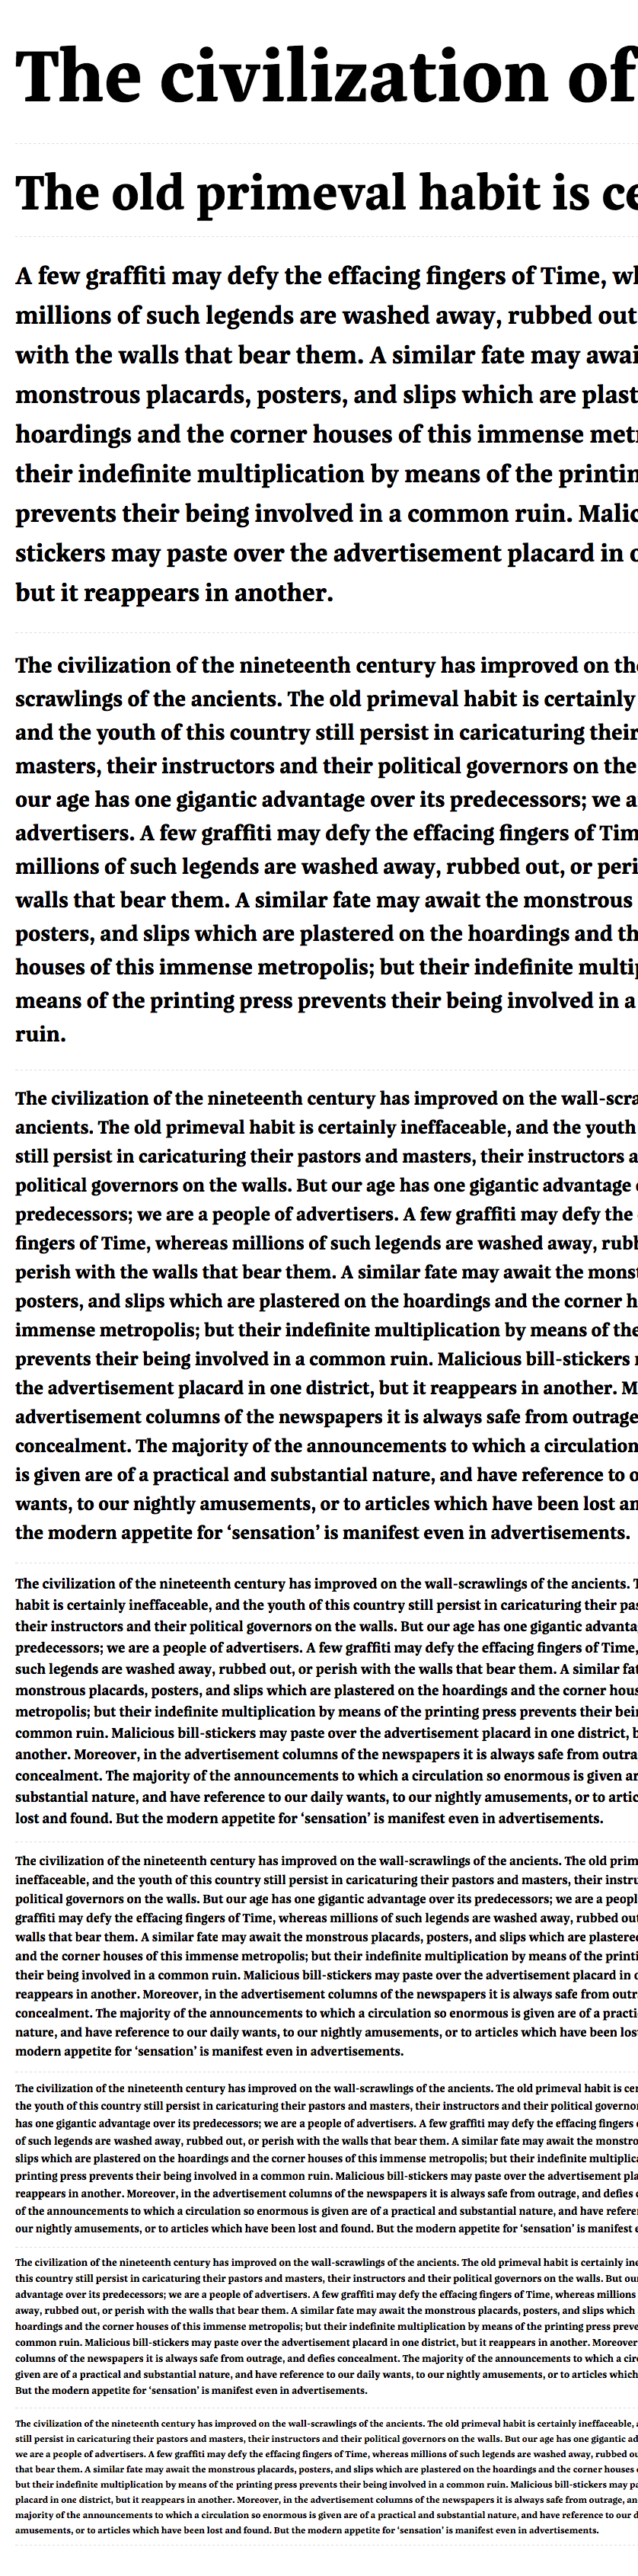 The civilization of
The old primeval habit is ce
A few graffiti may defy the effacing fingers of Time, wh
millions of such legends are washed away, rubbed out
with the walls that bear them. A similar fate may awai
monstrous placards, posters, and slips which are plast
hoardings and the corner houses of this immense metr
their indefinite multiplication by means of the printin
prevents their being involved in a common ruin. Malic
stickers may paste over the advertisement placard in o
but it reappears in another.
The civilization of the nineteenth century has improved on the
scrawlings of the ancients. The old primeval habit is certainly
and the youth of this country still persist in caricaturing their
masters, their instructors and their political governors on the
our age has one gigantic advantage over its predecessors; we a
advertisers. A few graffiti may defy the effacing fingers of Tim
millions of such legends are washed away, rubbed out, or peri
walls that bear them. A similar fate may await the monstrous
posters, and slips which are plastered on the hoardings and th
houses of this immense metropolis; but their indefinite multip
means of the printing press prevents their being involved in a
ruin.
The civilization of the nineteenth century has improved on the wall-scra
ancients. The old primeval habit is certainly ineffaceable, and the youth
still persist in caricaturing their pastors and masters, their instructors a
political governors on the walls. But our age has one gigantic advantage
predecessors; we are a people of advertisers. A few graffiti may defy the
fingers of Time, whereas millions of such legends are washed away, rubb
perish with the walls that bear them. A similar fate may await the monst
posters, and slips which are plastered on the hoardings and the corner h
immense metropolis; but their indefinite multiplication by means of the
prevents their being involved in a common ruin. Malicious bill-stickers
the advertisement placard in one district, but it reappears in another. M
advertisement columns of the newspapers it is always safe from outrage
concealment. The majority of the announcements to which a circulation
is given are of a practical and substantial nature, and have reference to o
wants, to our nightly amusements, or to articles which have been lost an
the modern appetite for ‘sensation’ is manifest even in advertisements.
The civilization of the nineteenth century has improved on the wall-scrawlings of the ancients. T
habit is certainly ineffaceable, and the youth of this country still persist in caricaturing their pas
their instructors and their political governors on the walls. But our age has one gigantic advanta
predecessors; we are a people of advertisers. A few graffiti may defy the effacing fingers of Time,
such legends are washed away, rubbed out, or perish with the walls that bear them. A similar fat
monstrous placards, posters, and slips which are plastered on the hoardings and the corner hous
metropolis; but their indefinite multiplication by means of the printing press prevents their bein
common ruin. Malicious bill-stickers may paste over the advertisement placard in one district, b
another. Moreover, in the advertisement columns of the newspapers it is always safe from outra
concealment. The majority of the announcements to which a circulation so enormous is given ar
substantial nature, and have reference to our daily wants, to our nightly amusements, or to artic
lost and found. But the modern appetite for ‘sensation’ is manifest even in advertisements.
The civilization of the nineteenth century has improved on the wall-scrawlings of the ancients. The old prim
ineffaceable, and the youth of this country still persist in caricaturing their pastors and masters, their instru
political governors on the walls. But our age has one gigantic advantage over its predecessors; we are a peopl
graffiti may defy the effacing fingers of Time, whereas millions of such legends are washed away, rubbed out
walls that bear them. A similar fate may await the monstrous placards, posters, and slips which are plastere
and the corner houses of this immense metropolis; but their indefinite multiplication by means of the printi
their being involved in a common ruin. Malicious bill-stickers may paste over the advertisement placard in o
reappears in another. Moreover, in the advertisement columns of the newspapers it is always safe from outr
concealment. The majority of the announcements to which a circulation so enormous is given are of a practi
nature, and have reference to our daily wants, to our nightly amusements, or to articles which have been los
modern appetite for ‘sensation’ is manifest even in advertisements.
The civilization of the nineteenth century has improved on the wall-scrawlings of the ancients. The old primeval habit is cer
the youth of this country still persist in caricaturing their pastors and masters, their instructors and their political governo
has one gigantic advantage over its predecessors; we are a people of advertisers. A few graffiti may defy the effacing fingers
of such legends are washed away, rubbed out, or perish with the walls that bear them. A similar fate may await the monstro
slips which are plastered on the hoardings and the corner houses of this immense metropolis; but their indefinite multiplica
printing press prevents their being involved in a common ruin. Malicious bill-stickers may paste over the advertisement pla
reappears in another. Moreover, in the advertisement columns of the newspapers it is always safe from outrage, and defies c
of the announcements to which a circulation so enormous is given are of a practical and substantial nature, and have refere
our nightly amusements, or to articles which have been lost and found. But the modern appetite for ‘sensation’ is manifest e
The civilization of the nineteenth century has improved on the wall-scrawlings of the ancients. The old primeval habit is certainly ine
this country still persist in caricaturing their pastors and masters, their instructors and their political governors on the walls. But ou
advantage over its predecessors; we are a people of advertisers. A few graffiti may defy the effacing fingers of Time, whereas millions
away, rubbed out, or perish with the walls that bear them. A similar fate may await the monstrous placards, posters, and slips which
hoardings and the corner houses of this immense metropolis; but their indefinite multiplication by means of the printing press preve
common ruin. Malicious bill-stickers may paste over the advertisement placard in one district, but it reappears in another. Moreover
columns of the newspapers it is always safe from outrage, and defies concealment. The majority of the announcements to which a circ
given are of a practical and substantial nature, and have reference to our daily wants, to our nightly amusements, or to articles which
But the modern appetite for ‘sensation’ is manifest even in advertisements.
The civilization of the nineteenth century has improved on the wall-scrawlings of the ancients. The old primeval habit is certainly ineffaceable, a
still persist in caricaturing their pastors and masters, their instructors and their political governors on the walls. But our age has one gigantic ad
we are a people of advertisers. A few graffiti may defy the effacing fingers of Time, whereas millions of such legends are washed away, rubbed ou
that bear them. A similar fate may await the monstrous placards, posters, and slips which are plastered on the hoardings and the corner houses
but their indefinite multiplication by means of the printing press prevents their being involved in a common ruin. Malicious bill-stickers may pa
placard in one district, but it reappears in another. Moreover, in the advertisement columns of the newspapers it is always safe from outrage, an
majority of the announcements to which a circulation so enormous is given are of a practical and substantial nature, and have reference to our d
amusements, or to articles which have been lost and found. But the modern appetite for ‘sensation’ is manifest even in advertisements.